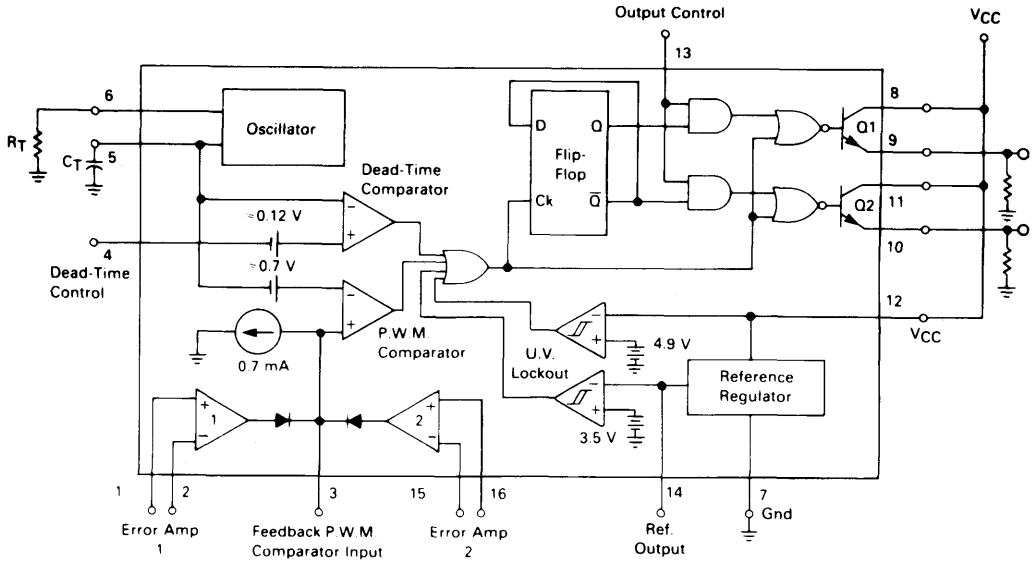 Output Control
VCC
13
6
RT
5
CT
Oscillator
D
Q
Flip-
Flop
Ck
Q̅
8
Q1
9
Q2
11
10
Dead-Time
Comparator
≈0.12 V
4
Dead-Time
Control
≈0.7 V
P.W.M.
Comparator
0.7 mA
U.V.
Lockout
4.9 V
3.5 V
12
VCC
Reference
Regulator
1
2
1
2
3
15
16
14
7
Gnd
Error Amp
1
Feedback P.W.M.
Comparator Input
Error Amp
2
Ref.
Output